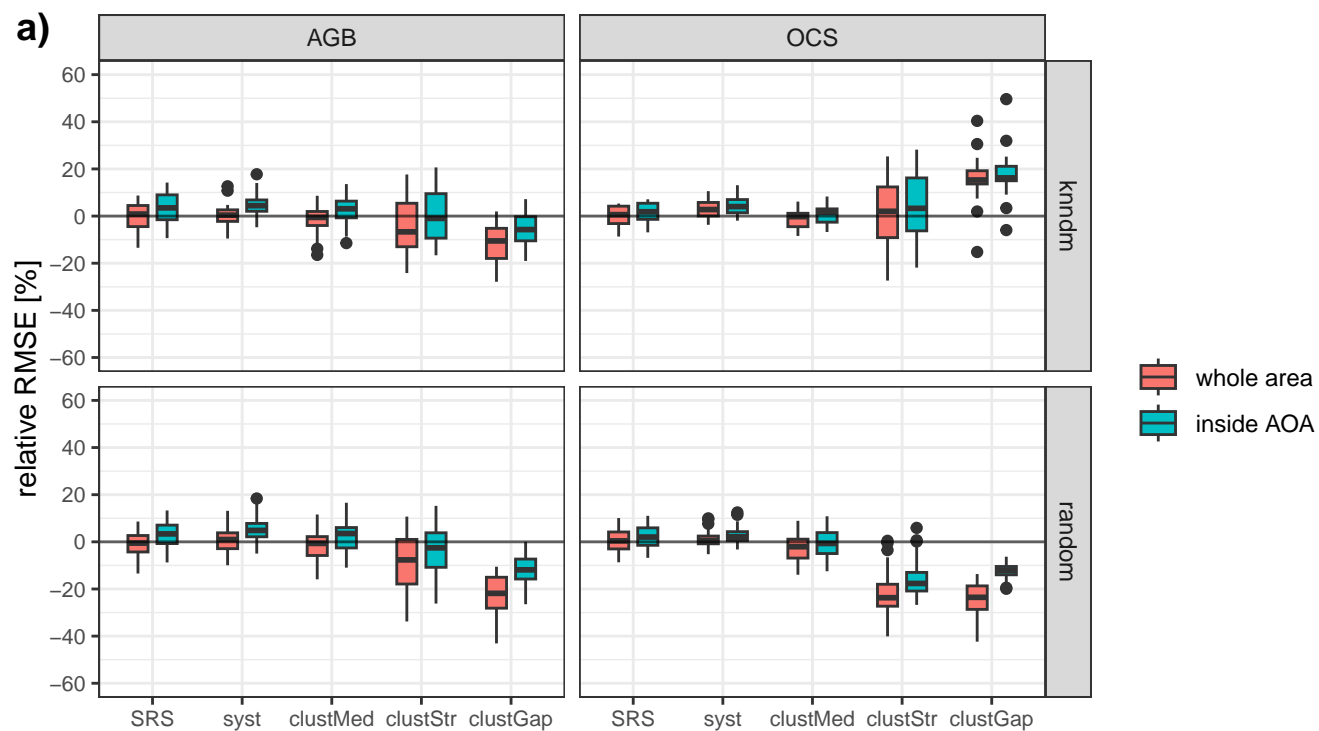 a)
AGB
OCS
relative RMSE [%]
60
40
20
0
−20
−40
−60
knndm
60
40
20
0
−20
−40
−60
random
SRS
syst
clustMed
clustStr
clustGap
SRS
syst
clustMed
clustStr
clustGap
whole area
inside AOA